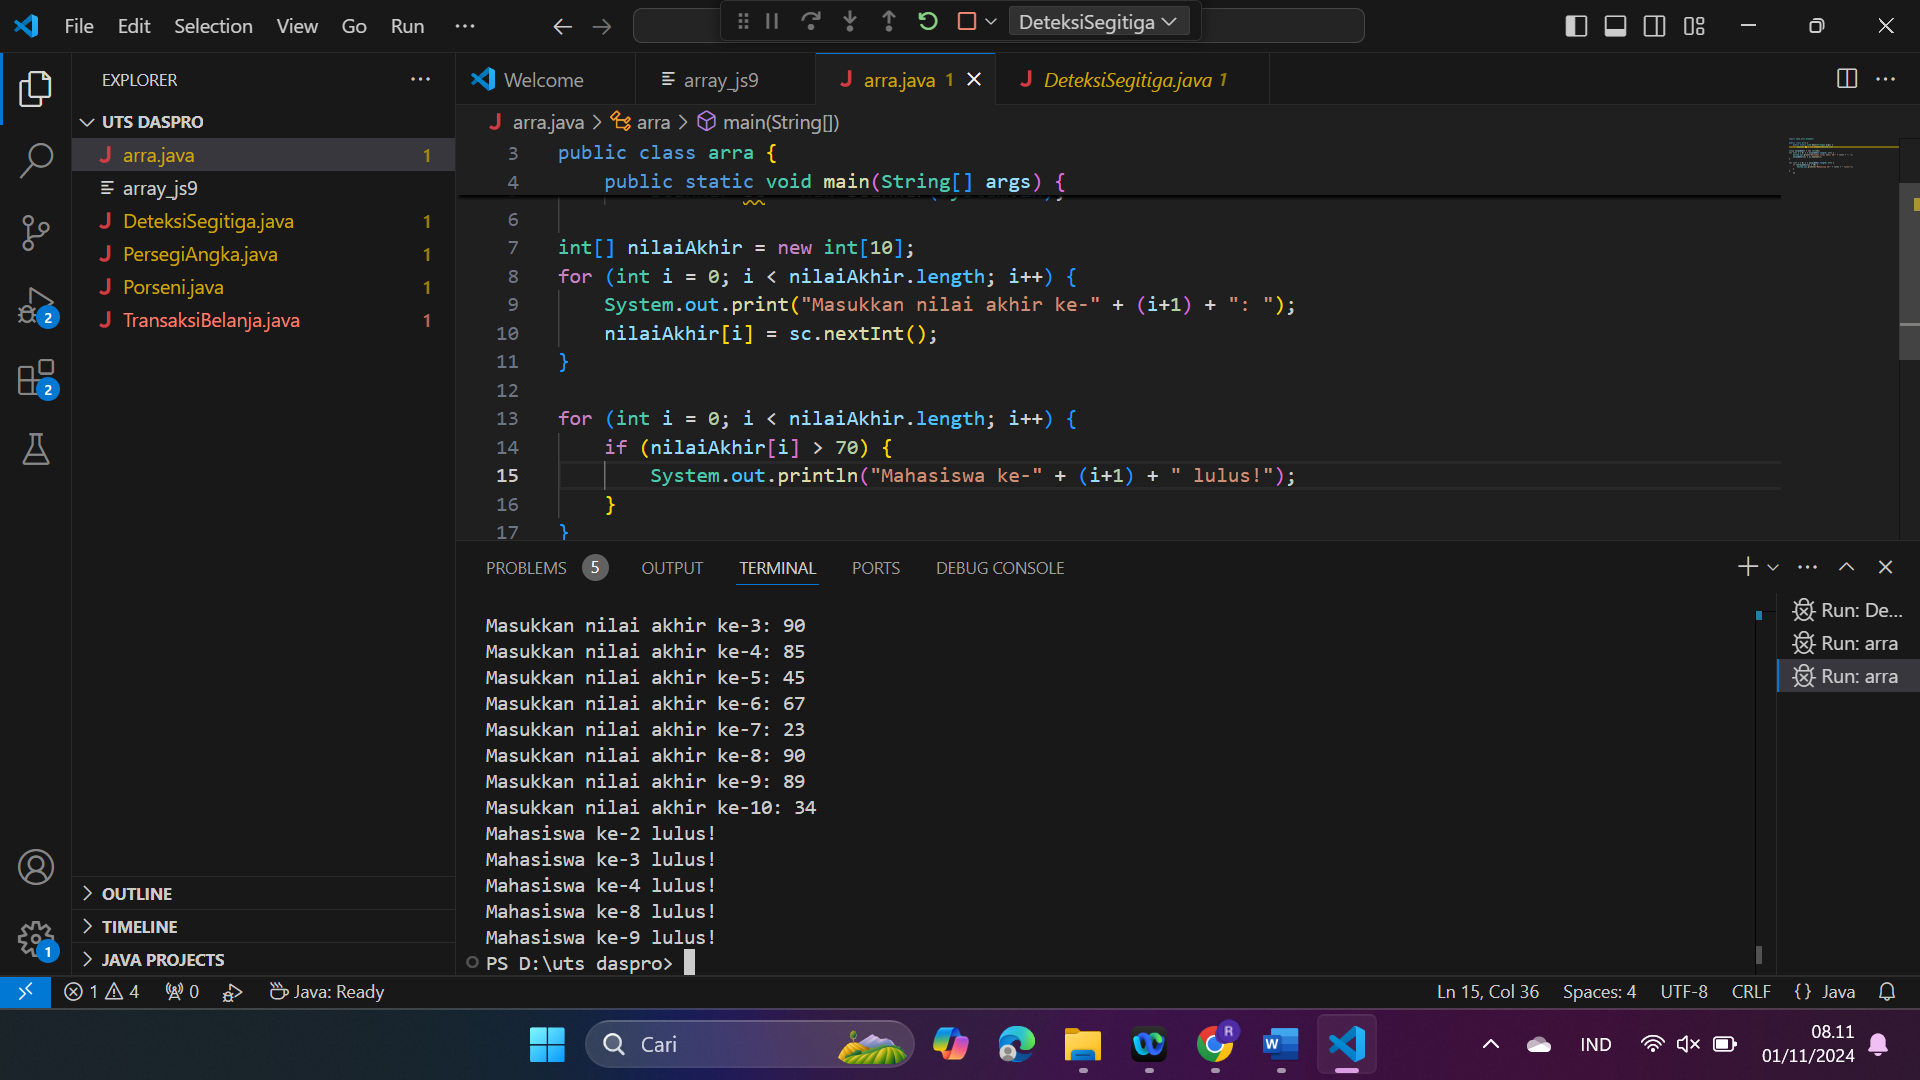 File Edit Selection View Go Run ··· DeteksiSegitiga
EXPLORER ···
Welcome array_js9 arra.java 1 DeteksiSegitiga.java 1
UTS DASPRO
arra.java 1
array_js9
DeteksiSegitiga.java 1
PersegiAngka.java 1
Porseni.java 1
TransaksiBelanja.java 1
2
2
1
OUTLINE
TIMELINE
JAVA PROJECTS
arra.java > arra > main(String[])
3 public class arra {
4 public static void main(String[] args) {
6
7 int[] nilaiAkhir = new int[10];
8 for (int i = 0; i < nilaiAkhir.length; i++) {
9 System.out.print("Masukkan nilai akhir ke-" + (i+1) + ": ");
10 nilaiAkhir[i] = sc.nextInt();
11 }
12
13 for (int i = 0; i < nilaiAkhir.length; i++) {
14 if (nilaiAkhir[i] > 70) {
15 System.out.println("Mahasiswa ke-" + (i+1) + " lulus!");
16 }
17 }
PROBLEMS 5 OUTPUT TERMINAL PORTS DEBUG CONSOLE
Masukkan nilai akhir ke-3: 90
Masukkan nilai akhir ke-4: 85
Masukkan nilai akhir ke-5: 45
Masukkan nilai akhir ke-6: 67
Masukkan nilai akhir ke-7: 23
Masukkan nilai akhir ke-8: 90
Masukkan nilai akhir ke-9: 89
Masukkan nilai akhir ke-10: 34
Mahasiswa ke-2 lulus!
Mahasiswa ke-3 lulus!
Mahasiswa ke-4 lulus!
Mahasiswa ke-8 lulus!
Mahasiswa ke-9 lulus!
PS D:\uts daspro>
Run: De...
Run: arra
Run: arra
1 4 0 Java: Ready Ln 15, Col 36 Spaces: 4 UTF-8 CRLF {} Java
Cari R W IND 08.11
01/11/2024